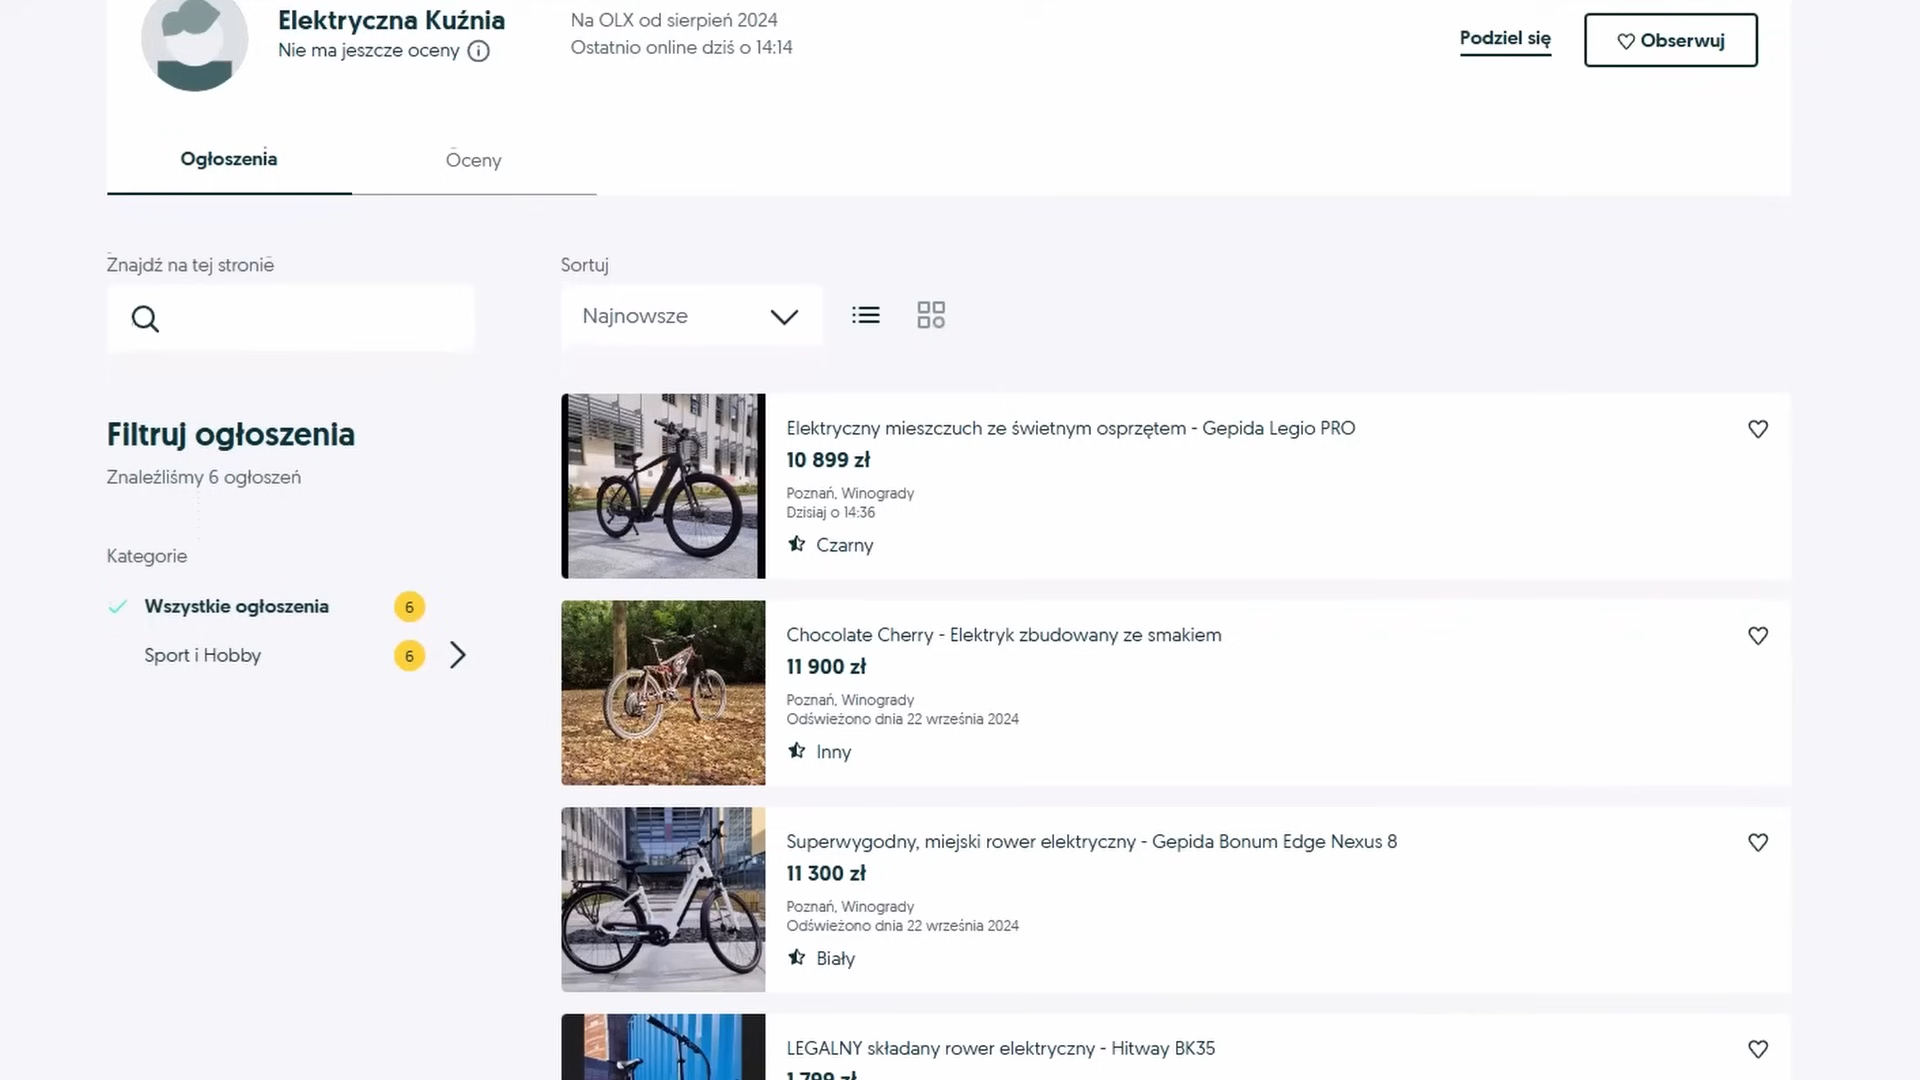 Elektryczna Kuźnia
Nie ma jeszcze oceny
Na OLX od sierpień 2024
Ostatnio online dziś o 14:14
Podziel się
Obserwuj
Ogłoszenia
Oceny
Znajdź na tej stronie
Sortuj
Najnowsze
Filtruj ogłoszenia
Znaleźliśmy 6 ogłoszeń
Kategorie
Wszystkie ogłoszenia 6
Sport i Hobby 6
Elektryczny mieszczuch ze świetnym osprzętem - Gepida Legio PRO
10 899 zł
Poznań, Winogrady
Dzisiaj o 14:36
Czarny
Chocolate Cherry - Elektryk zbudowany ze smakiem
11 900 zł
Poznań, Winogrady
Odświeżono dnia 22 września 2024
Inny
Superwygodny, miejski rower elektryczny - Gepida Bonum Edge Nexus 8
11 300 zł
Poznań, Winogrady
Odświeżono dnia 22 września 2024
Biały
LEGALNY składany rower elektryczny - Hitway BK35
1 799 zł